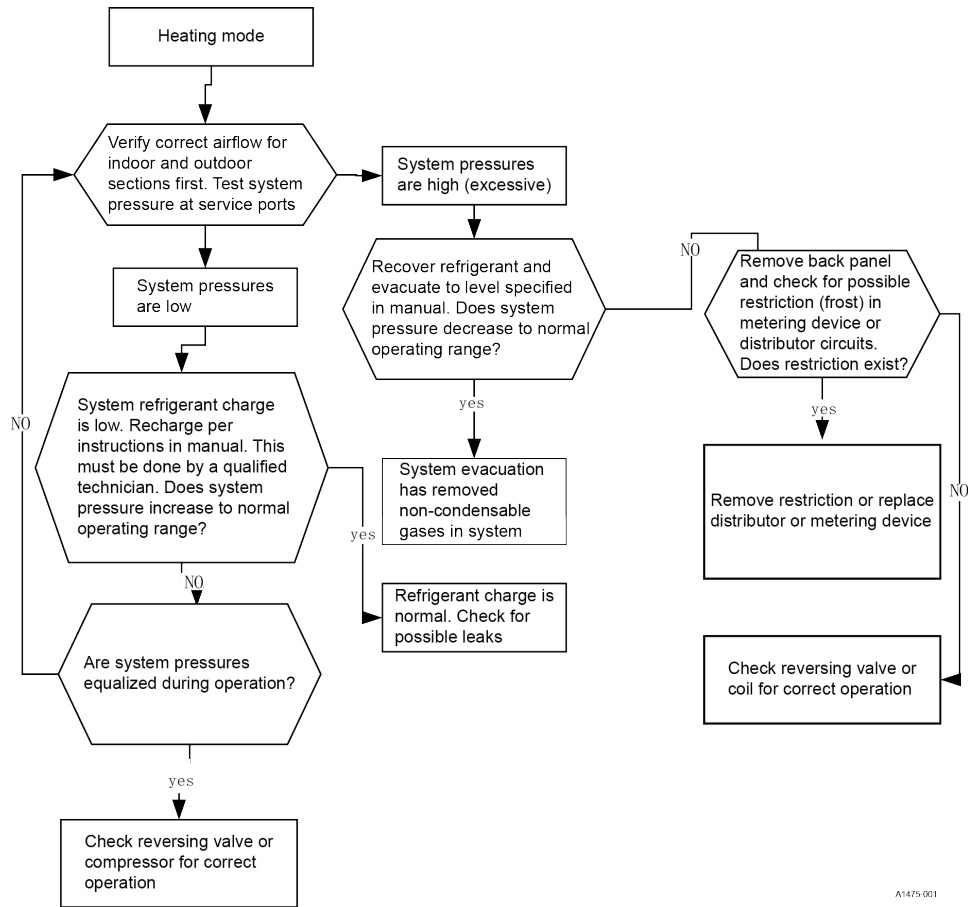 Heating mode
Verify correct airflow for
indoor and outdoor
sections first. Test system
pressure at service ports
System pressures
are high (excessive)
System pressures
are low
Recover refrigerant and
evacuate to level specified
in manual. Does system
pressure decrease to normal
operating range?
NO
Remove back panel
and check for possible
restriction (frost) in
metering device or
distributor circuits.
Does restriction exist?
System refrigerant charge
is low. Recharge per
instructions in manual. This
must be done by a qualified
technician. Does system
pressure increase to normal
operating range?
NO
yes
yes
System evacuation
has removed
non-condensable
gases in system
Remove restriction or replace
distributor or metering device
NO
yes
Refrigerant charge is
normal. Check for
possible leaks
NO
Are system pressures
equalized during operation?
Check reversing valve or
coil for correct operation
yes
Check reversing valve or
compressor for correct
operation
A1475-001